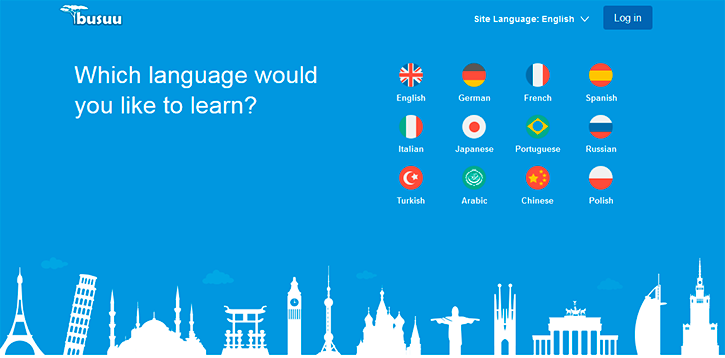 busuu
Site Language: English
Log in
Which language would
you like to learn?
English German French Spanish
Italian Japanese Portuguese Russian
Turkish Arabic Chinese Polish